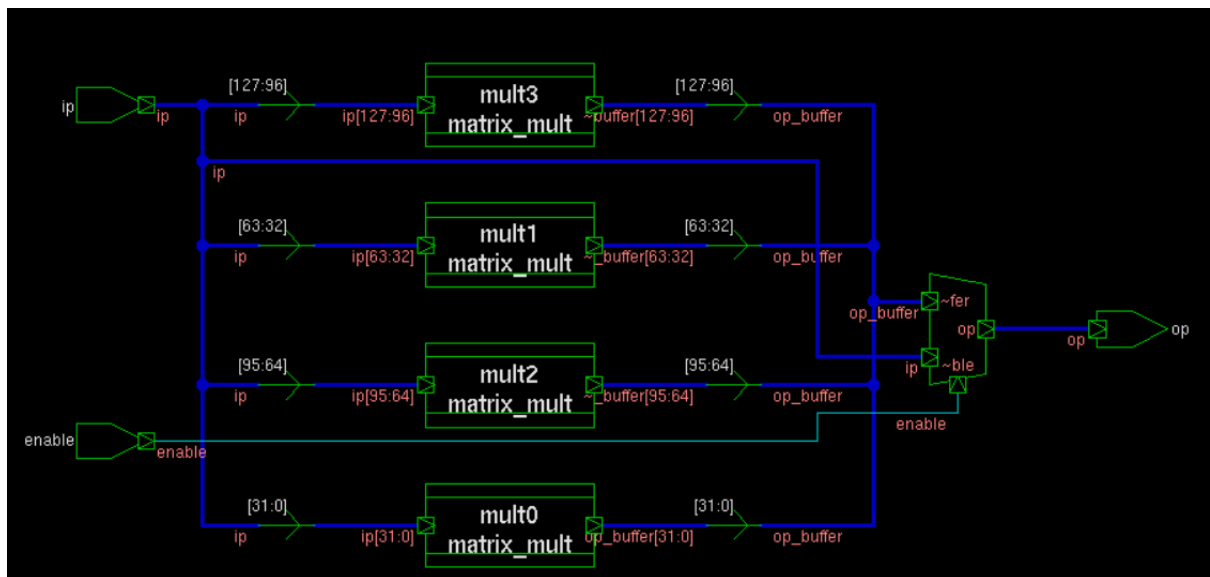 [127:96] mult3 [127:96]
ip ip ip ip[127:96] matrix_mult ~buffer[127:96] op_buffer
ip
[63:32] mult1 [63:32]
ip ip[63:32] matrix_mult ~_buffer[63:32] op_buffer
~fer
op_buffer
op op op
[95:64] mult2 [95:64]
ip ~ble
ip ip[95:64] matrix_mult ~_buffer[95:64] op_buffer
enable enable enable
[31:0] mult0 [31:0]
ip ip[31:0] matrix_mult op_buffer[31:0] op_buffer